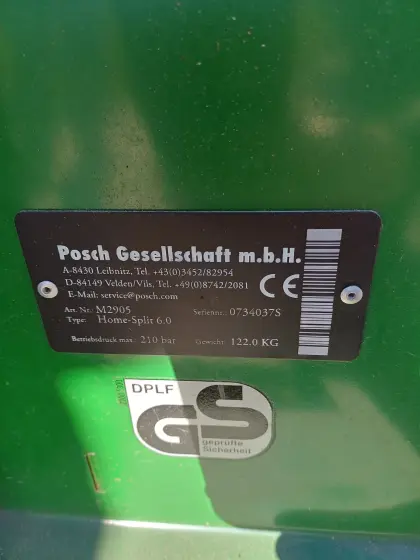 Posch Gesellschaft m.b.H.
A-8430 Leibnitz, Tel. +43(0)3452/82954
D-84149 Velden/Vils, Tel. +49(0)8742/2081
E-Mail: service@posch.com
CE
Art. Nr.: M2905 Seriennr.: 0734037S
Type: Home-Split 6.0
Betriebsdruck max.: 210 bar Gewicht: 122.0 KG
DPLF
GS
geprüfte
Sicherheit